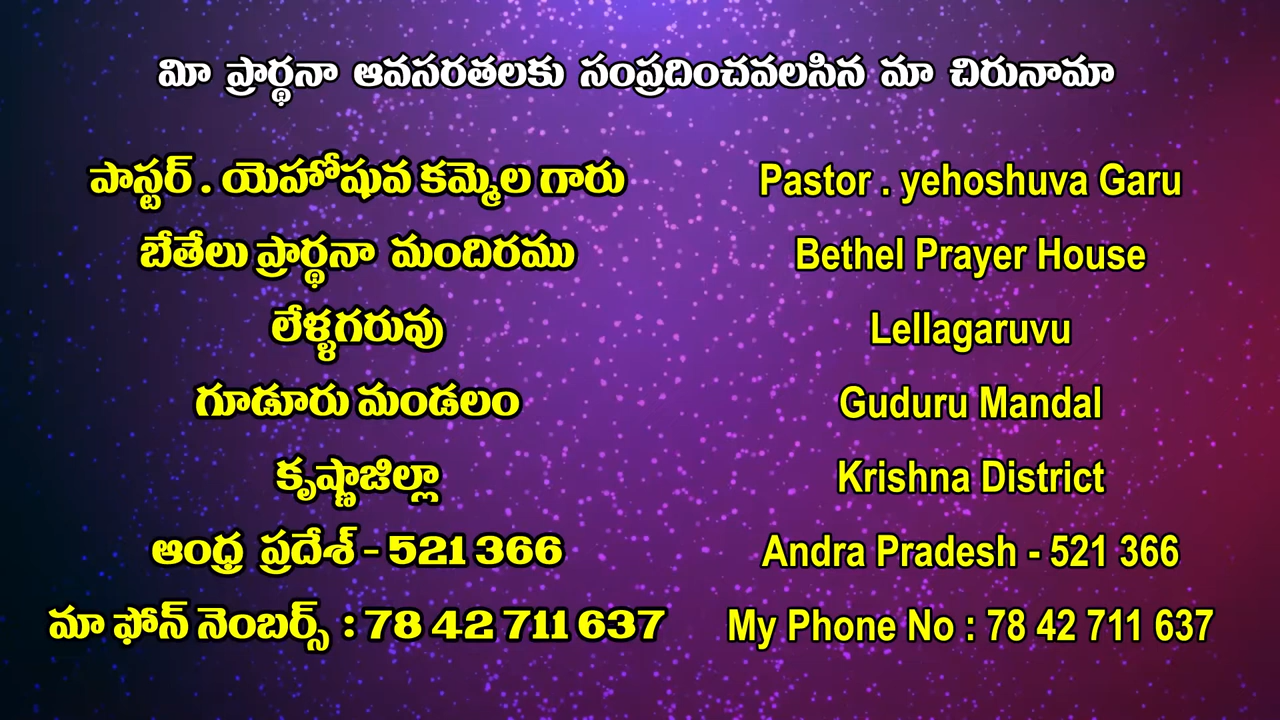 మీ ప్రార్థనా ఆవసరతలకు సంప్రదించవలసిన మా చిరునామా
పాస్టర్ . యెహోషువ కమ్మెల గారు
బేతేలు ప్రార్థనా మందిరము
లేళ్ళగరువు
గూడూరు మండలం
కృష్ణాజిల్లా
ఆంధ్ర ప్రదేశ్ - 521 366
మా ఫోన్ నెంబర్స్ : 78 42 711 637
Pastor . yehoshuva Garu
Bethel Prayer House
Lellagaruvu
Guduru Mandal
Krishna District
Andra Pradesh - 521 366
My Phone No : 78 42 711 637